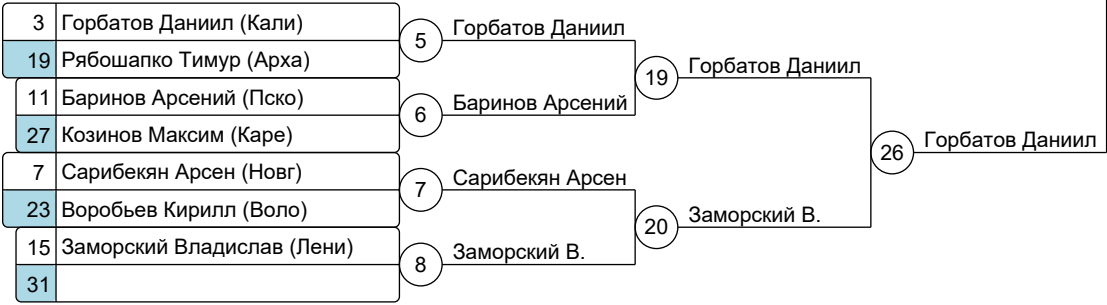 3 Горбатов Даниил (Кали)
19 Рябошапко Тимур (Арха)
11 Баринов Арсений (Пско)
27 Козинов Максим (Каре)
7 Сарибекян Арсен (Новг)
23 Воробьев Кирилл (Воло)
15 Заморский Владислав (Лени)
31
5 Горбатов Даниил
6 Баринов Арсений
7 Сарибекян Арсен
8 Заморский В.
19 Горбатов Даниил
20 Заморский В.
26 Горбатов Даниил